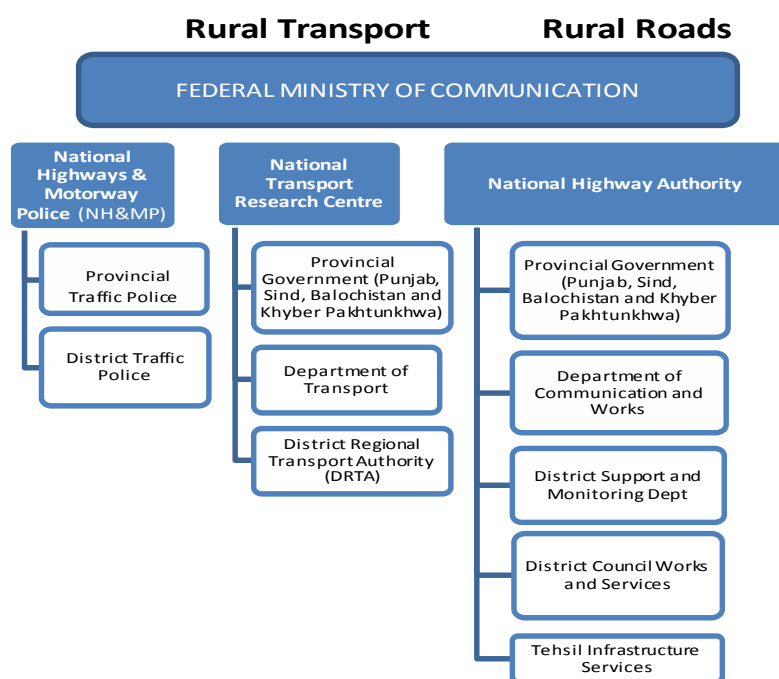 Rural Transport
Rural Roads
FEDERAL MINISTRY OF COMMUNICATION
National
Highways &
Motorway
Police (NH&MP)
Provincial
Traffic Police
District Traffic
Police
National
Transport
Research Centre
Provincial
Government (Punjab,
Sind, Balochistan and
Khyber Pakhtunkhwa)
Department of
Transport
District Regional
Transport Authority
(DRTA)
National Highway Authority
Provincial Government
(Punjab, Sind,
Balochistan and Khyber
Pakhtunkhwa)
Department of
Communication and
Works
District Support and
Monitoring Dept
District Council Works
and Services
Tehsil Infrastructure
Services